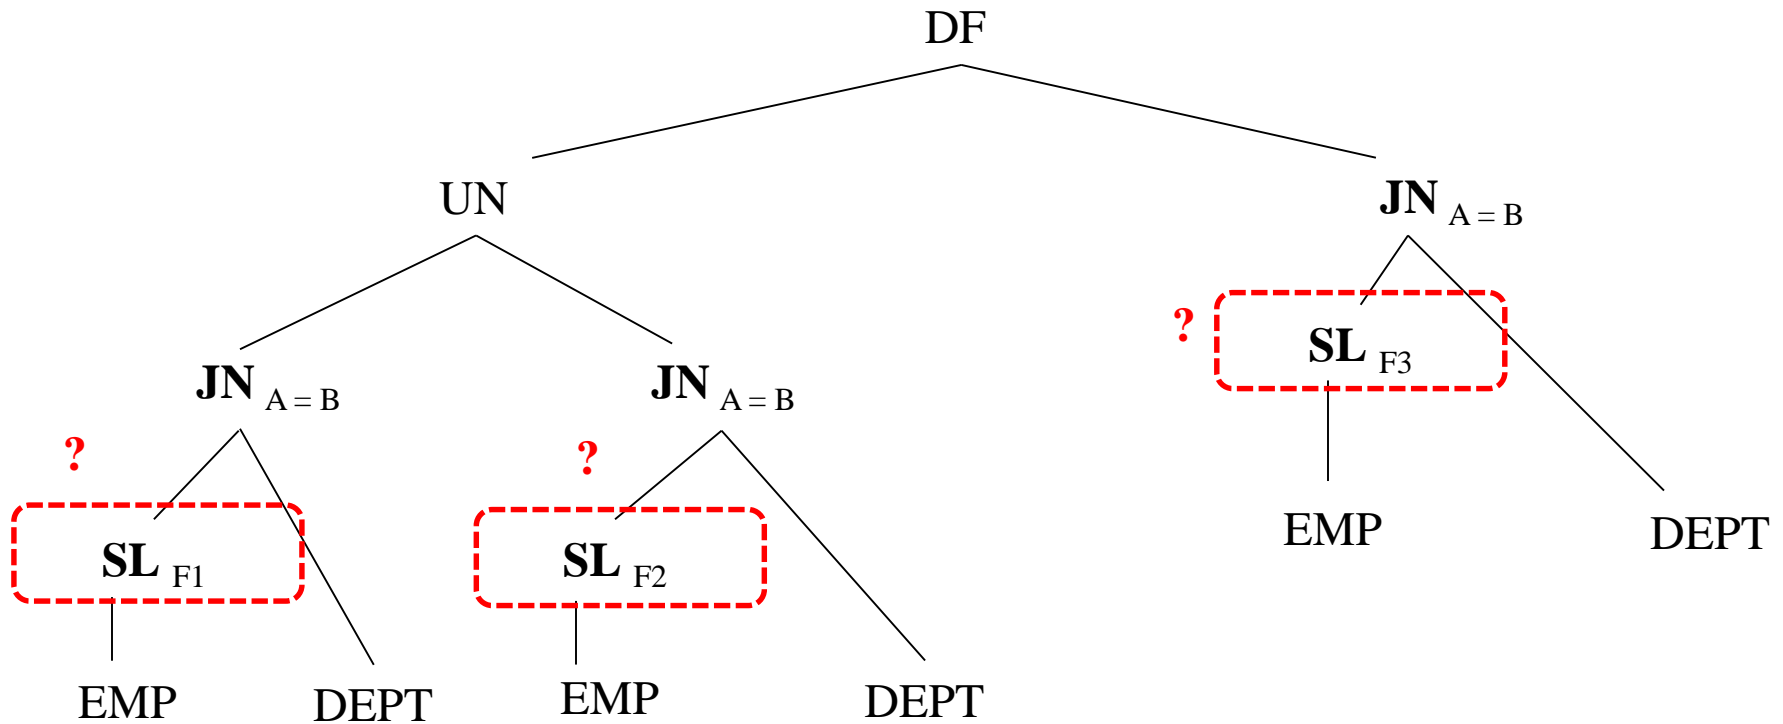 DF
UN
JN A = B
JN A = B
JN A = B
?
SL F3
?
SL F1
?
SL F2
EMP
DEPT
EMP
DEPT
EMP
DEPT